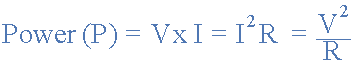 Power (P) = V x I = I²R = V²/R